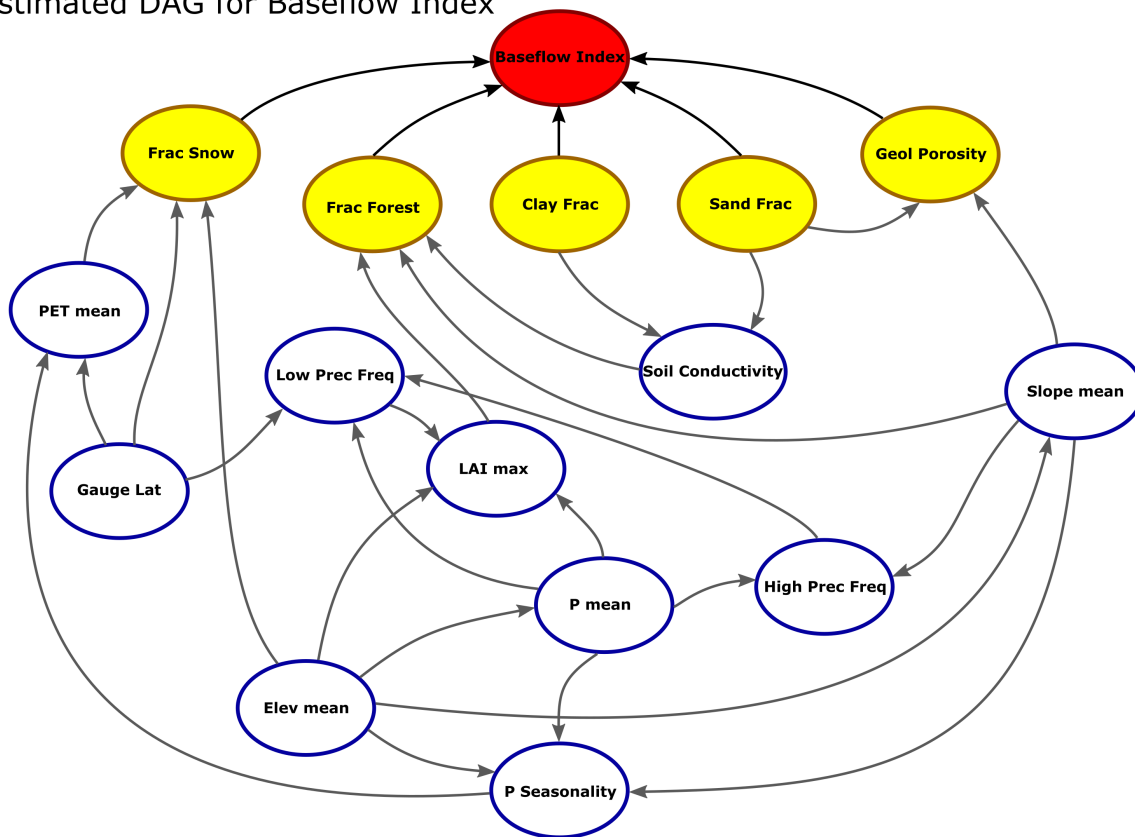 stimated DAG for Baseflow Index
Baseflow Index
Frac Snow
Geol Porosity
Frac Forest
Clay Frac
Sand Frac
PET mean
Low Prec Freq
Soil Conductivity
Slope mean
LAI max
Gauge Lat
High Prec Freq
P mean
Elev mean
P Seasonality